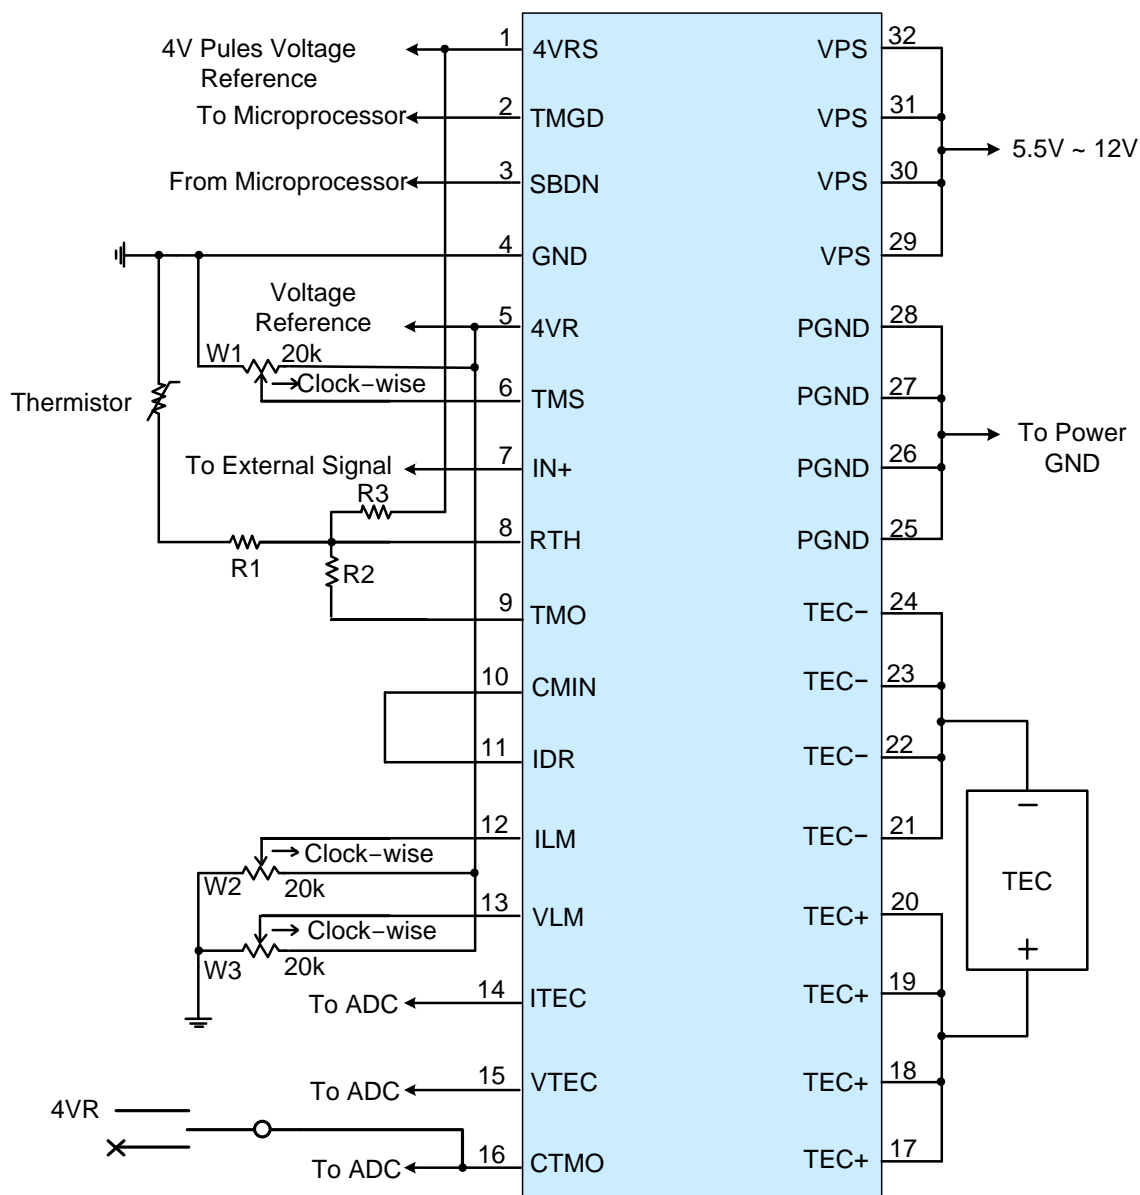 4V Pules Voltage
Reference
1
4VRS
VPS
32
To Microprocessor
2
TMGD
VPS
31
5.5V ~ 12V
From Microprocessor
3
SBDN
VPS
30
4
GND
VPS
29
Voltage
Reference
5
4VR
PGND
28
W1
20k
Clock−wise
6
TMS
PGND
27
Thermistor
To Power
GND
To External Signal
7
IN+
PGND
26
R3
8
RTH
PGND
25
R1
R2
9
TMO
TEC−
24
10
CMIN
TEC−
23
11
IDR
TEC−
22
12
ILM
TEC−
21
Clock−wise
W2
20k
−
TEC
+
13
VLM
TEC+
20
Clock−wise
W3
20k
To ADC
14
ITEC
TEC+
19
To ADC
15
VTEC
TEC+
18
4VR
To ADC
16
CTMO
TEC+
17